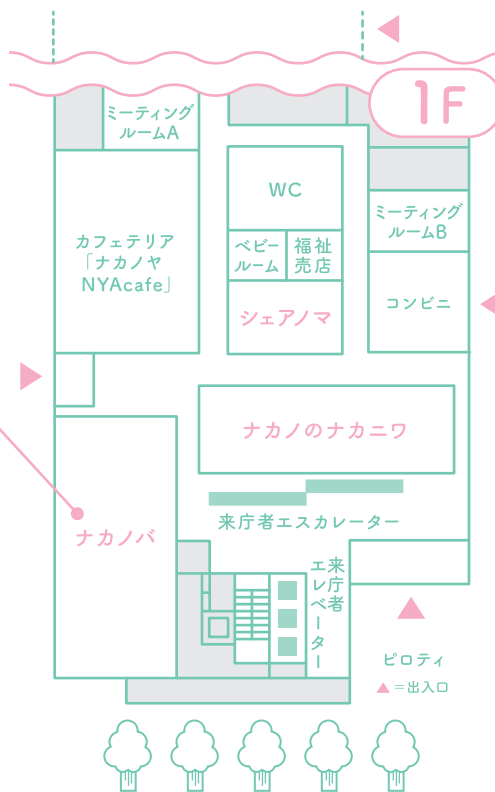 1F
ミーティング
ルームA
WC
カフェテリア
「ナカノヤ
NYAcafe」
ベビー
ルーム
福祉
売店
ミーティング
ルームB
シェアノマ
コンビニ
ナカノのナカニワ
来庁者エスカレーター
ナカノバ
来庁者
エレベーター
ピロティ
▲＝出入口